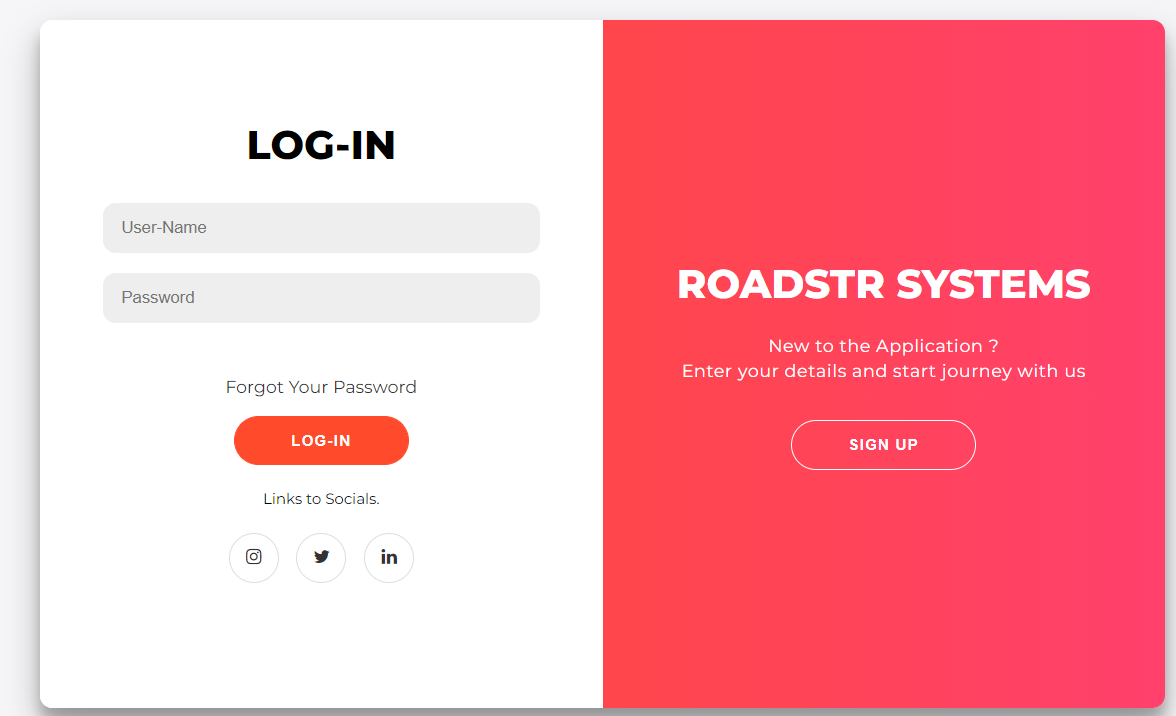 LOG-IN
User-Name
Password
Forgot Your Password
LOG-IN
Links to Socials.
ROADSTR SYSTEMS
New to the Application ?
Enter your details and start journey with us
SIGN UP